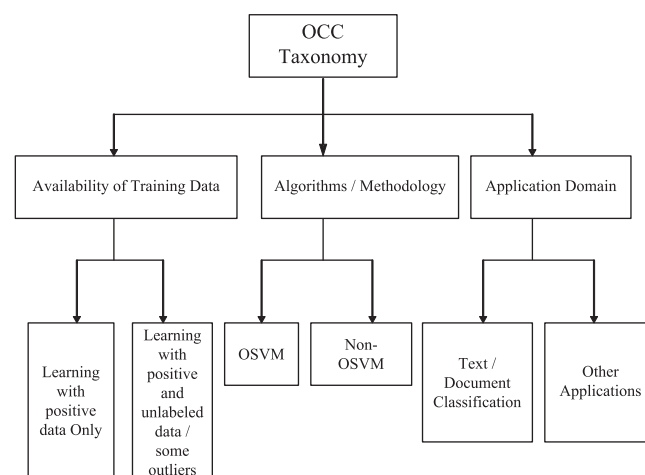 OCC
Taxonomy
Availability of Training Data
Algorithms / Methodology
Application Domain
Learning
with
positive
data Only
Learning
with
positive
and
unlabeled
data /
some
outliers
OSVM
Non-
OSVM
Text /
Document
Classification
Other
Applications